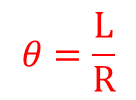 θ = L/R